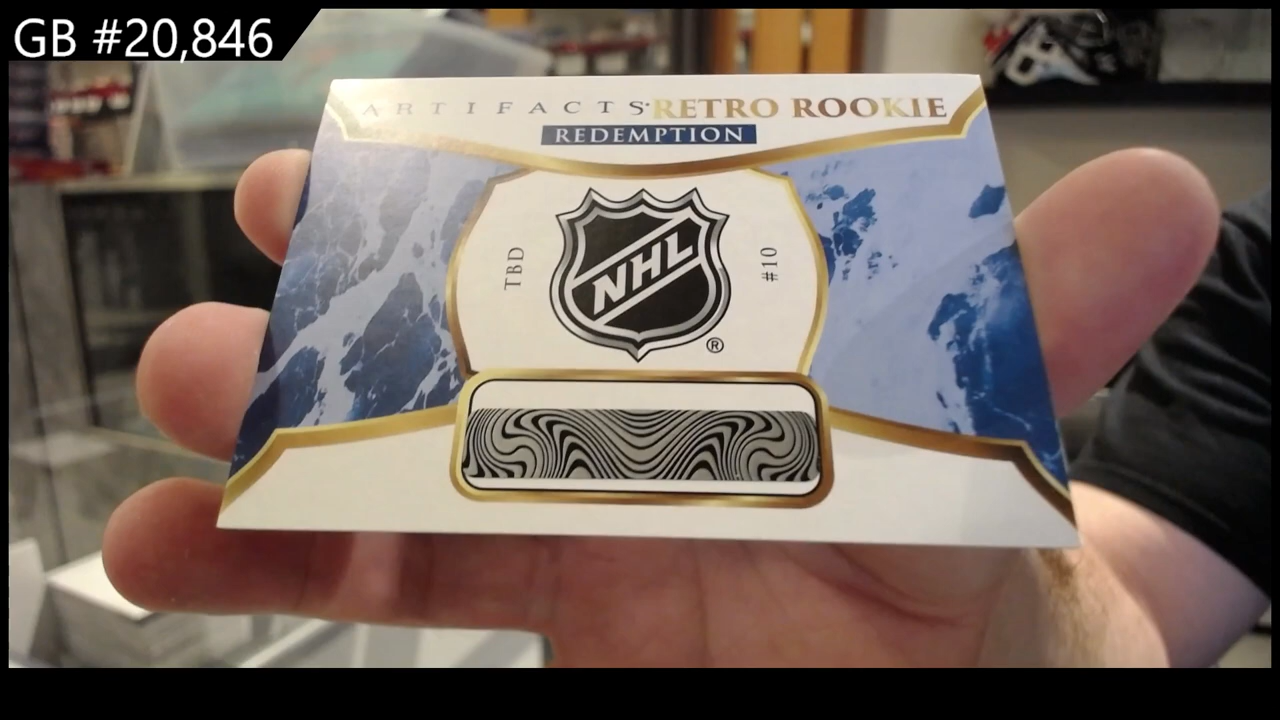 GB #20,846
ARTIFACTS RETRO ROOKIE
REDEMPTION
TBD
NHL
®
#10